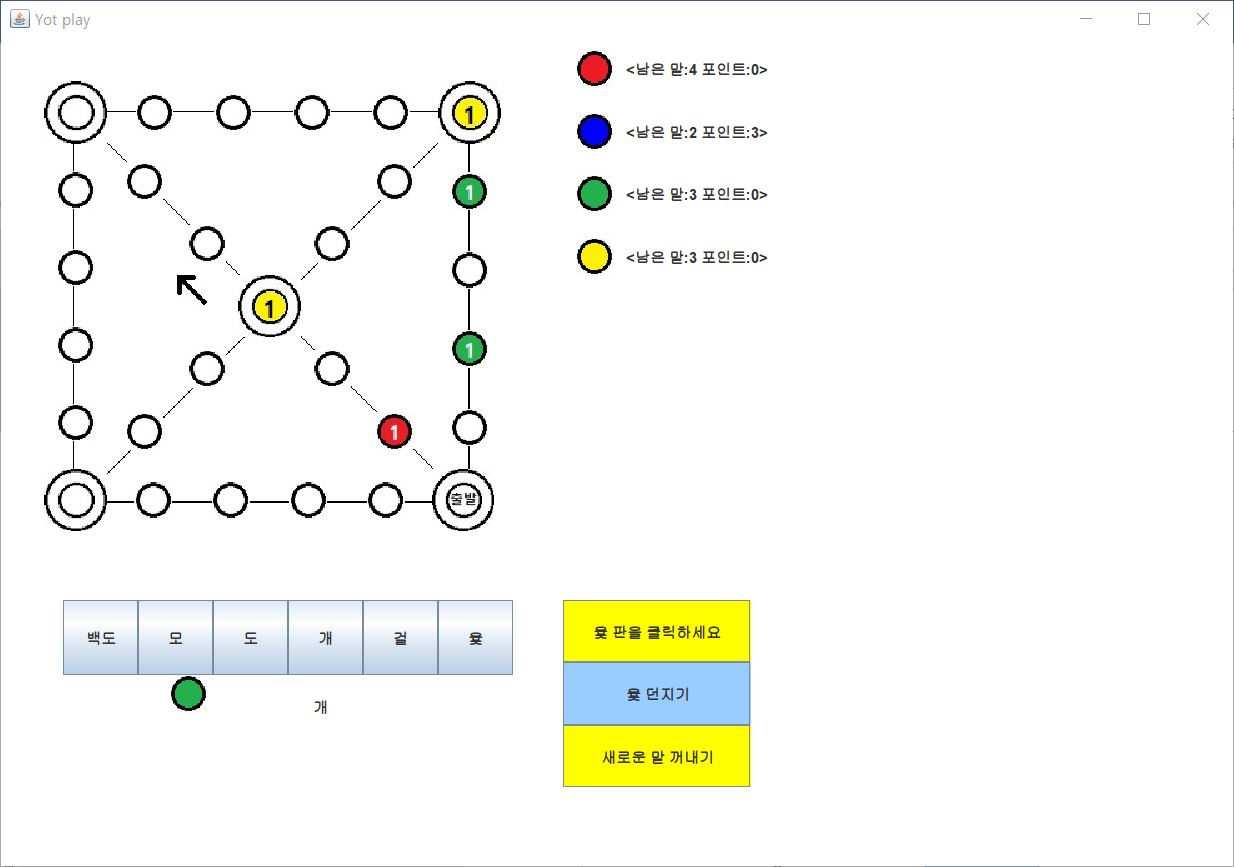 Yot play
<남은 말:4 포인트:0>
1
<남은 말:2 포인트:3>
1
<남은 말:3 포인트:0>
<남은 말:3 포인트:0>
1
1
1
출발
백도 모 도 개 걸 윷
윷 판을 클릭하세요
윷 던지기
개
새로운 말 꺼내기